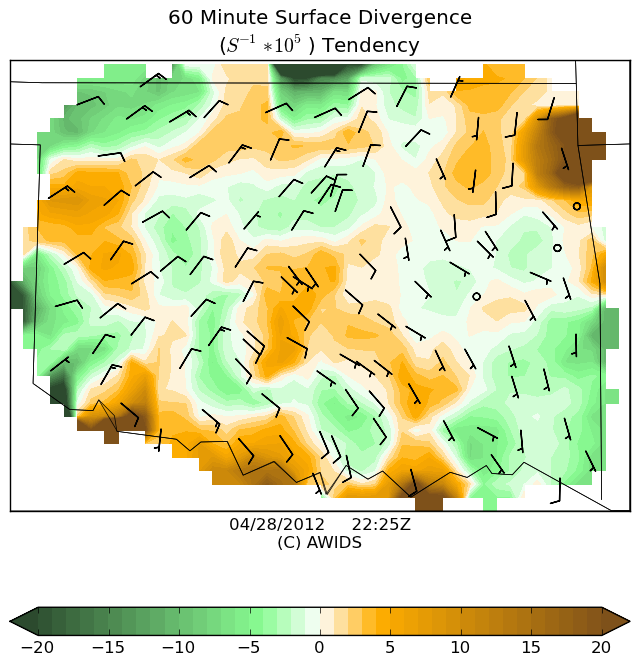 60 Minute Surface Divergence
(S⁻¹ *10⁵ ) Tendency
04/28/2012 22:25Z
(C) AWIDS
−20 −15 −10 −5 0 5 10 15 20